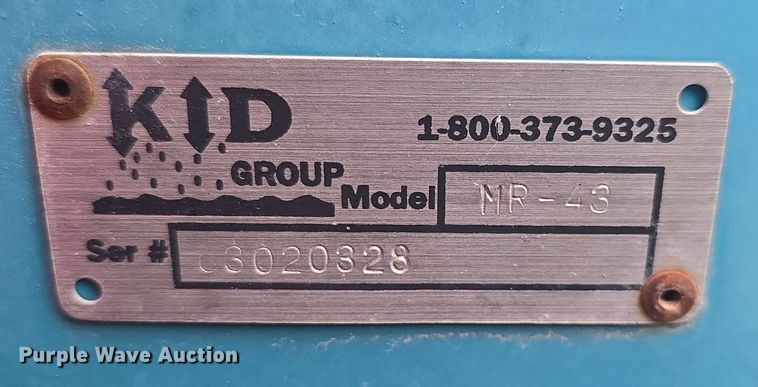 KID
GROUP
1-800-373-9325
Model MR-43
Ser # 03020328
Purple Wave Auction